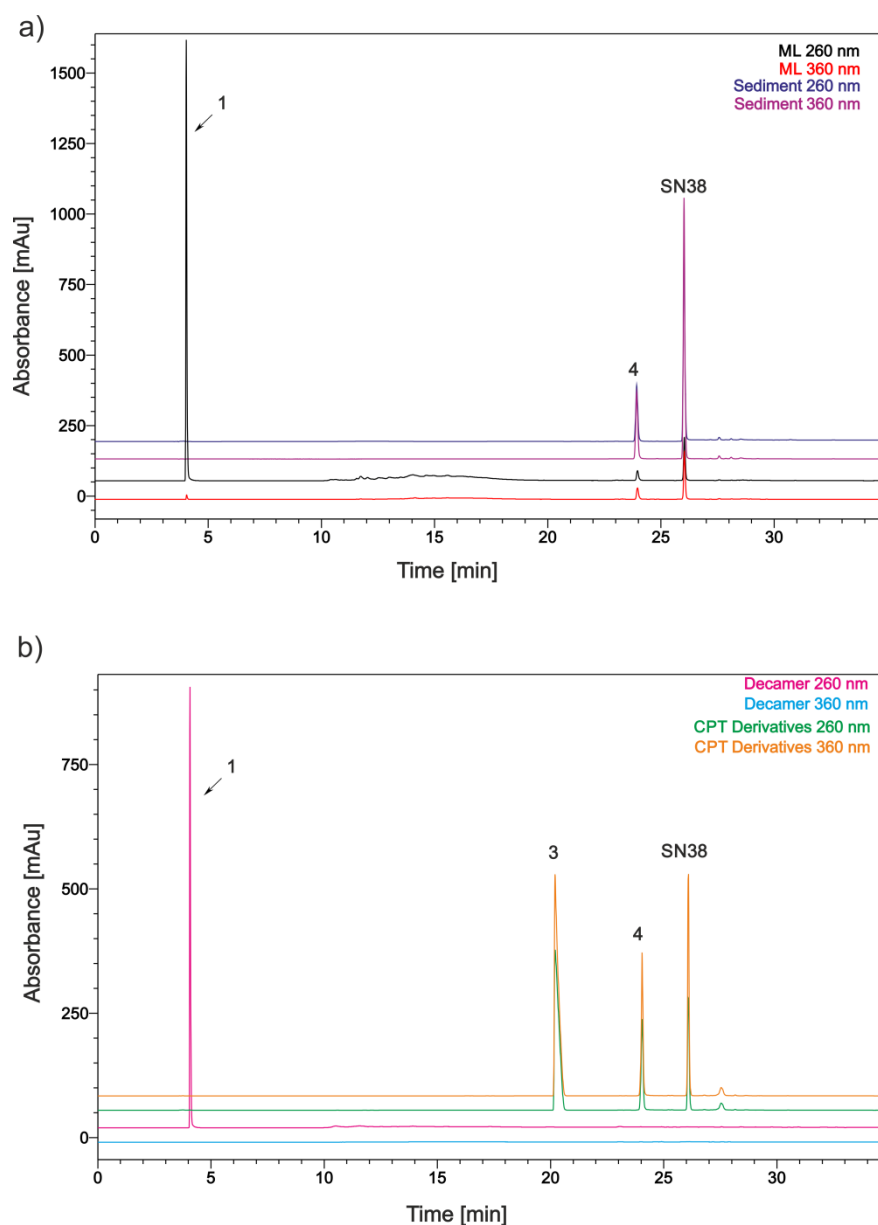 a)
ML 260 nm
ML 360 nm
Sediment 260 nm
Sediment 360 nm
1
SN38
4
1500
1250
1000
750
500
250
0
Absorbance [mAu]
0 5 10 15 20 25 30
Time [min]
b)
Decamer 260 nm
Decamer 360 nm
CPT Derivatives 260 nm
CPT Derivatives 360 nm
1
3
SN38
4
750
500
250
0
Absorbance [mAu]
0 5 10 15 20 25 30
Time [min]